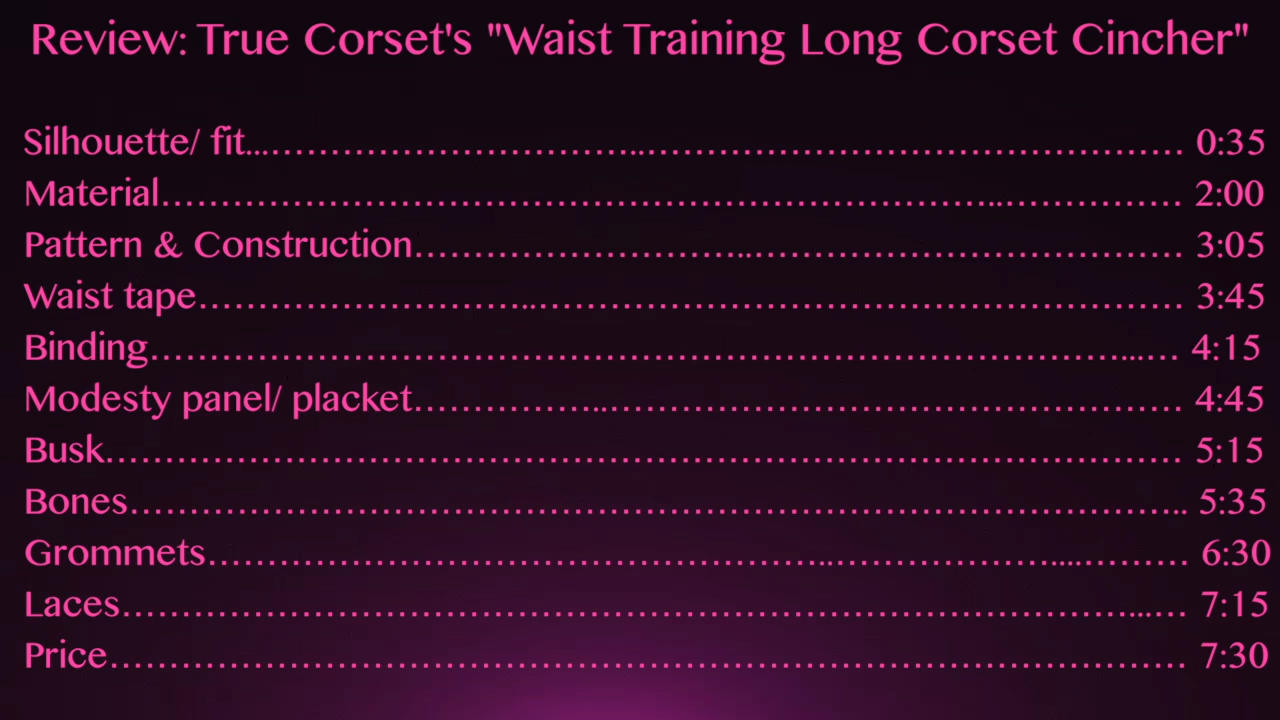 Review: True Corset's "Waist Training Long Corset Cincher"
Silhouette/ fit........................................................................ 0:35
Material........................................................................ 2:00
Pattern & Construction........................................................................ 3:05
Waist tape........................................................................ 3:45
Binding........................................................................ 4:15
Modesty panel/ placket........................................................................ 4:45
Busk........................................................................ 5:15
Bones........................................................................ 5:35
Grommets........................................................................ 6:30
Laces........................................................................ 7:15
Price........................................................................ 7:30